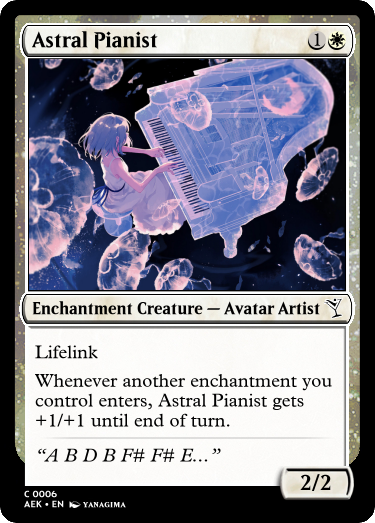 Astral Pianist 1
Enchantment Creature — Avatar Artist
Lifelink
Whenever another enchantment you
control enters, Astral Pianist gets
+1/+1 until end of turn.
“A B D B F# F# E...”
2/2
C 0006
AEK • EN YANAGIMA